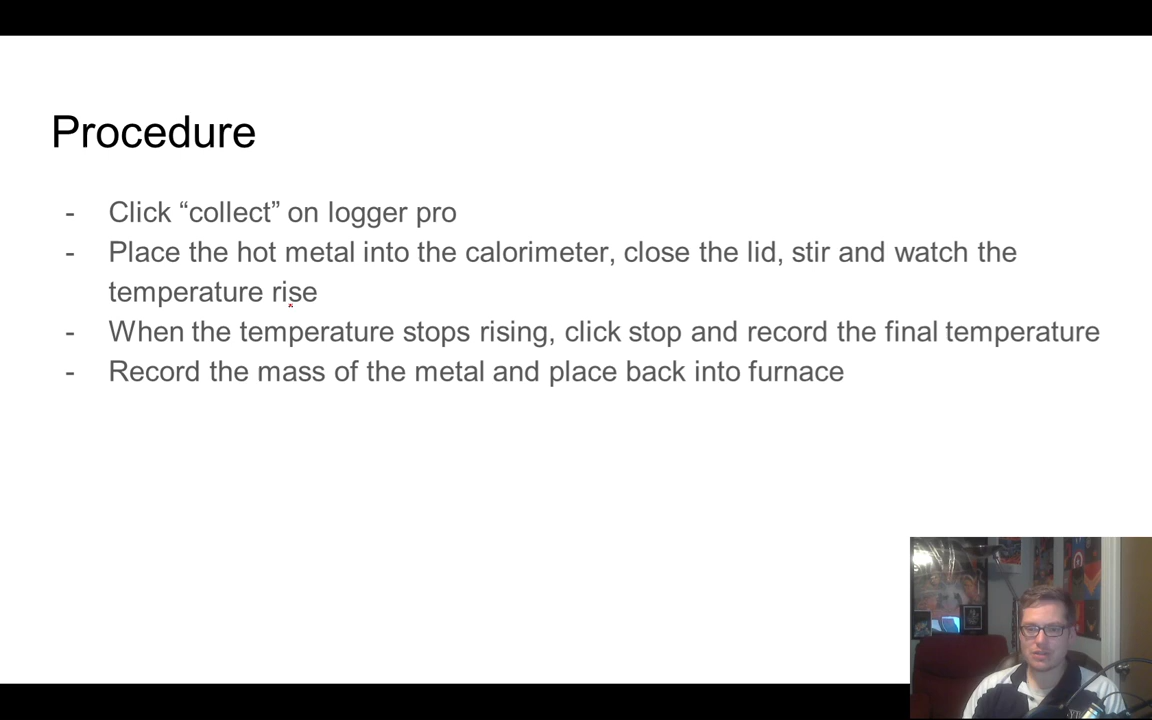 Procedure
- Click “collect” on logger pro
- Place the hot metal into the calorimeter, close the lid, stir and watch the
temperature rise
- When the temperature stops rising, click stop and record the final temperature
- Record the mass of the metal and place back into furnace